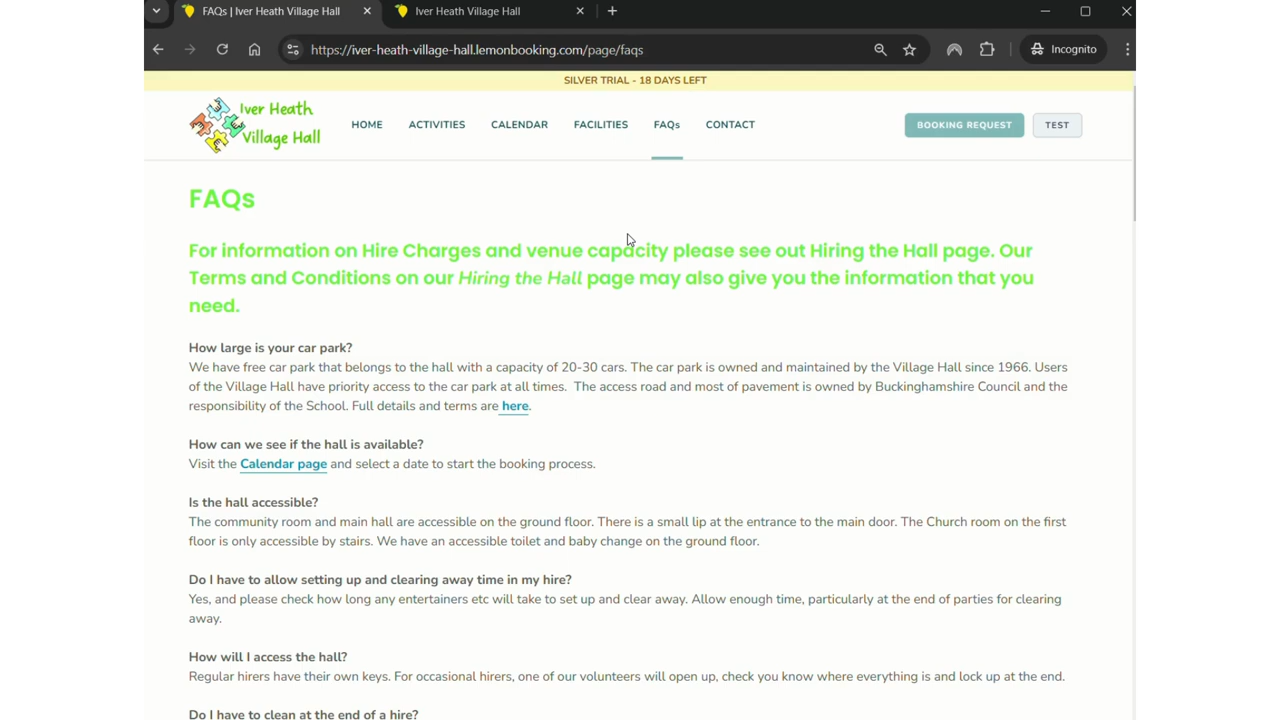 FAQs | Iver Heath Village Hall
Iver Heath Village Hall
https://iver-heath-village-hall.lemonbooking.com/page/faqs
Incognito
SILVER TRIAL - 18 DAYS LEFT
Iver Heath
Village Hall
HOME
ACTIVITIES
CALENDAR
FACILITIES
FAQs
CONTACT
BOOKING REQUEST
TEST
FAQs
For information on Hire Charges and venue capacity please see out Hiring the Hall page. Our
Terms and Conditions on our Hiring the Hall page may also give you the information that you
need.
How large is your car park?
We have free car park that belongs to the hall with a capacity of 20-30 cars. The car park is owned and maintained by the Village Hall since 1966. Users
of the Village Hall have priority access to the car park at all times. The access road and most of pavement is owned by Buckinghamshire Council and the
responsibility of the School. Full details and terms are here.
How can we see if the hall is available?
Visit the Calendar page and select a date to start the booking process.
Is the hall accessible?
The community room and main hall are accessible on the ground floor. There is a small lip at the entrance to the main door. The Church room on the first
floor is only accessible by stairs. We have an accessible toilet and baby change on the ground floor.
Do I have to allow setting up and clearing away time in my hire?
Yes, and please check how long any entertainers etc will take to set up and clear away. Allow enough time, particularly at the end of parties for clearing
away.
How will I access the hall?
Regular hirers have their own keys. For occasional hirers, one of our volunteers will open up, check you know where everything is and lock up at the end.
Do I have to clean at the end of a hire?